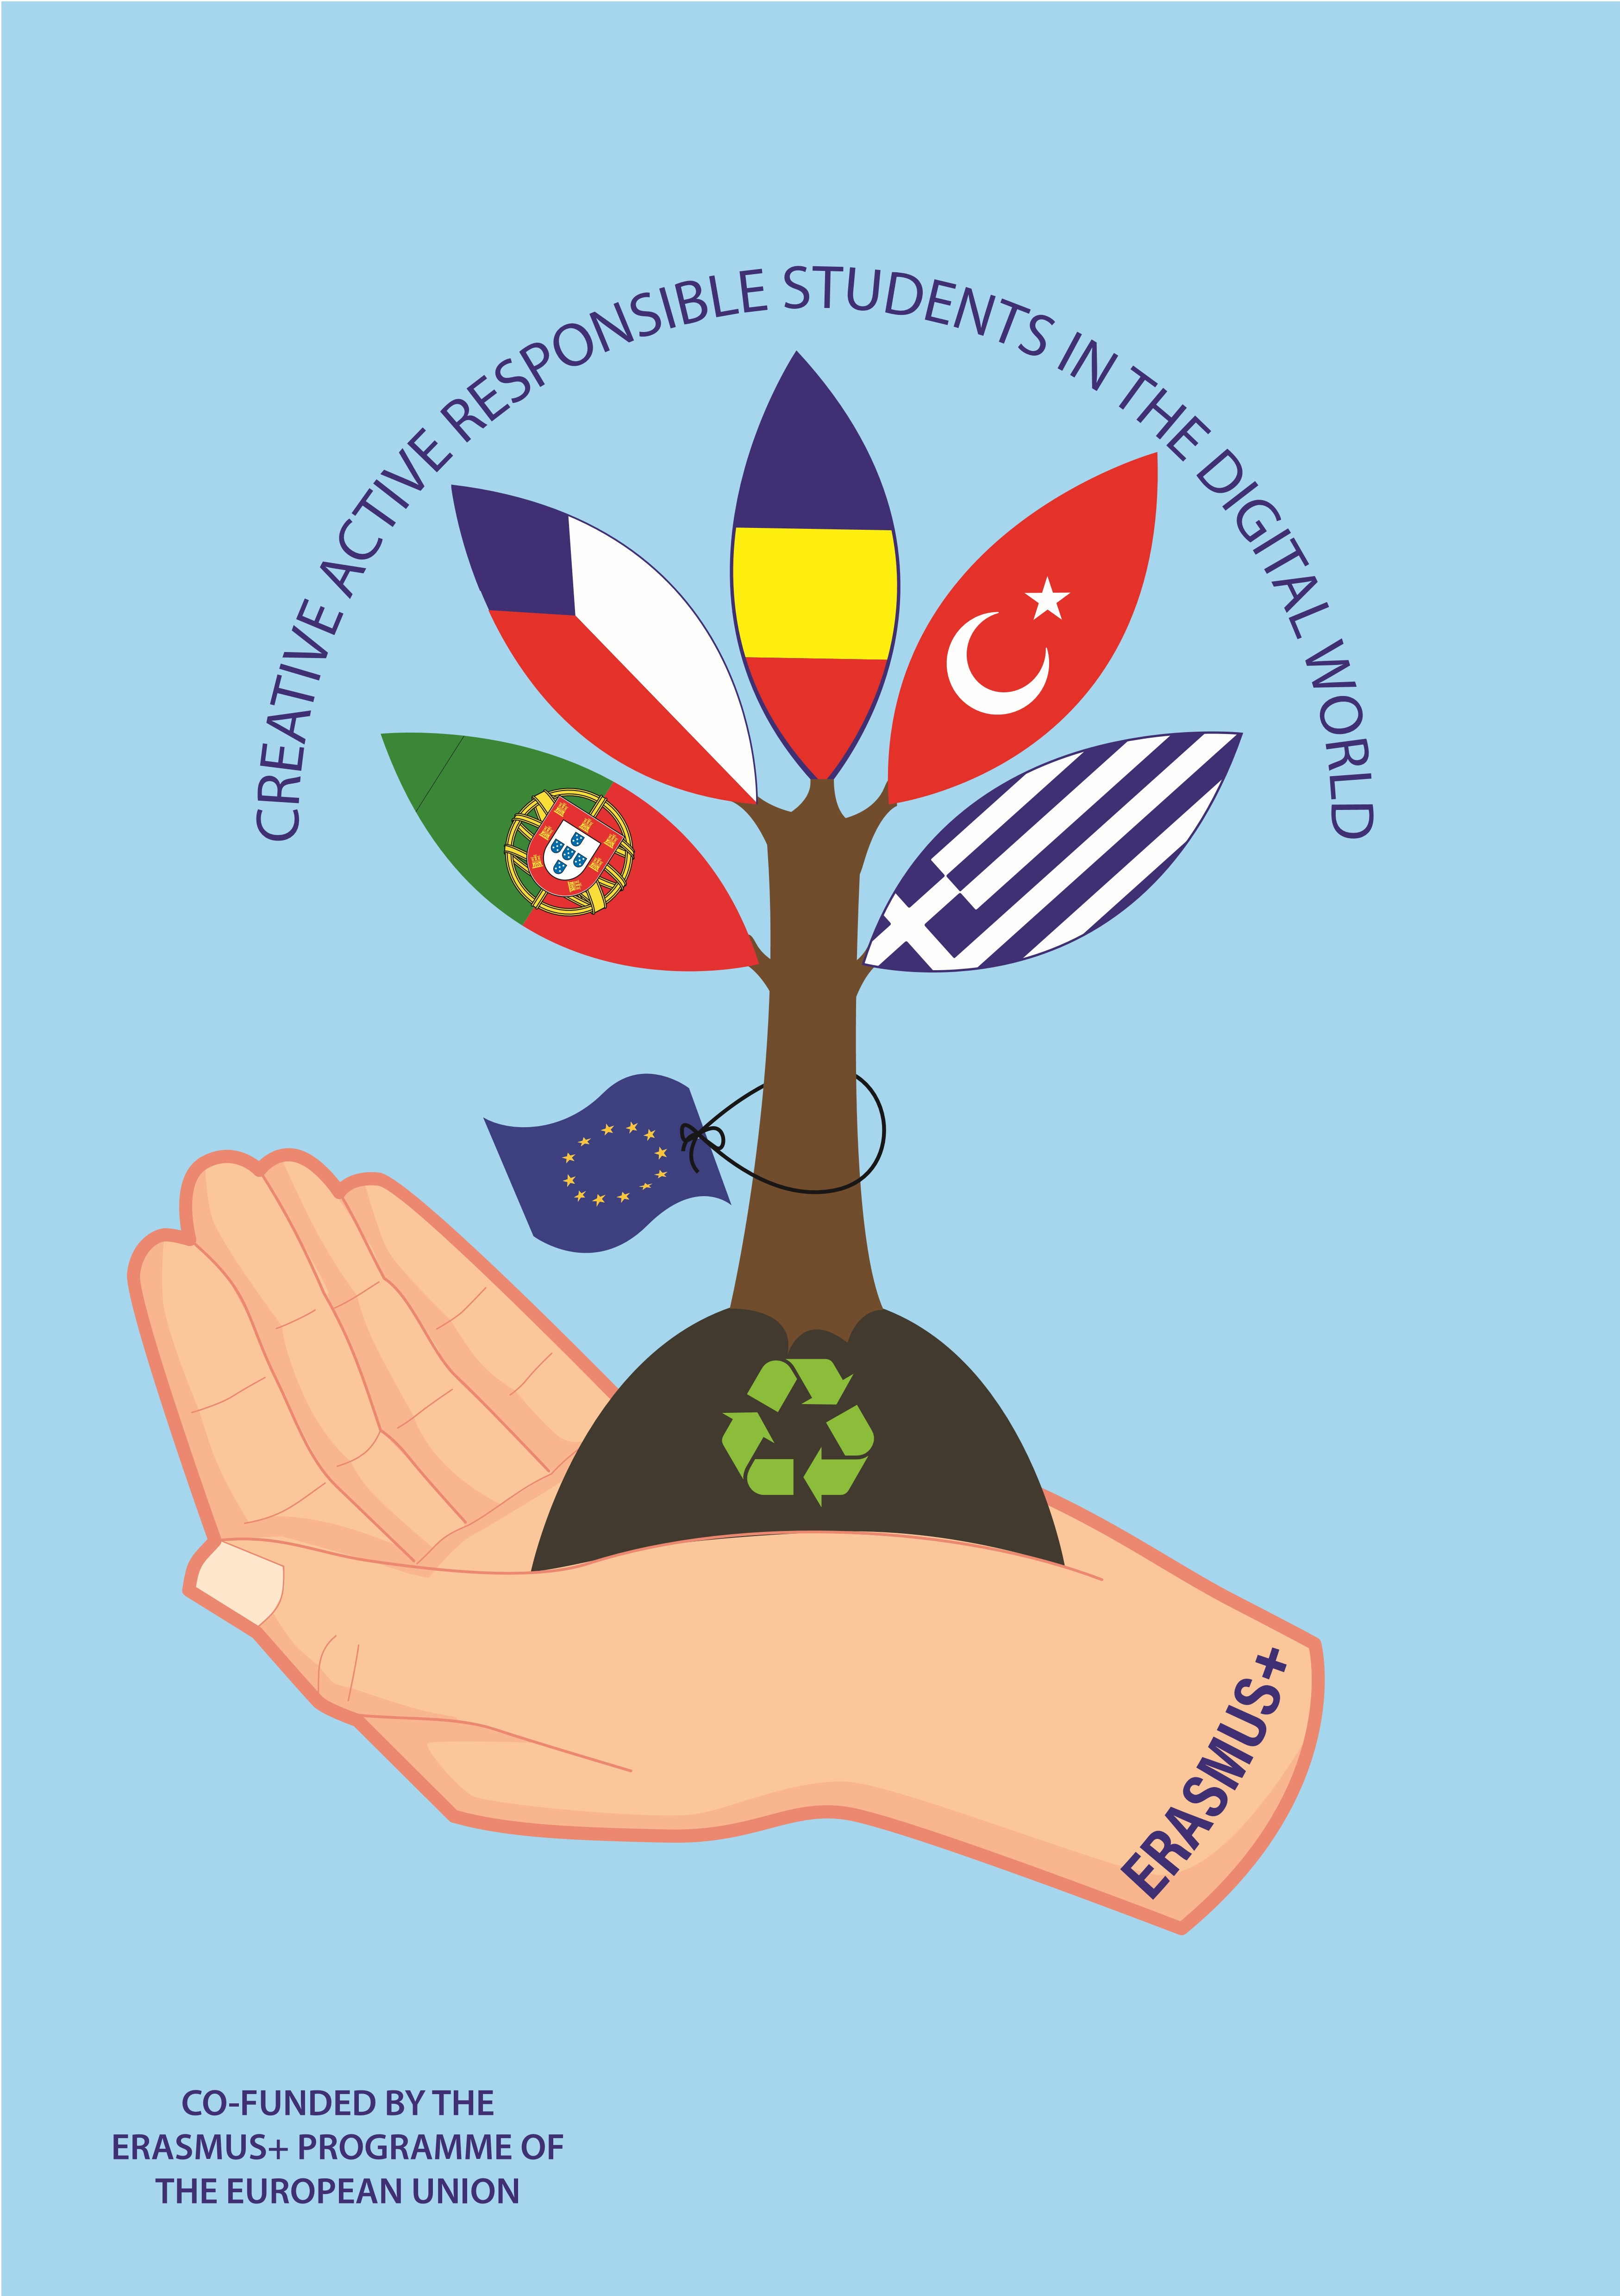 CREATIVE ACTIVE RESPONSIBLE STUDENTS IN THE DIGITAL WORLD
ERASMUS+
CO-FUNDED BY THE
ERASMUS+ PROGRAMME OF
THE EUROPEAN UNION